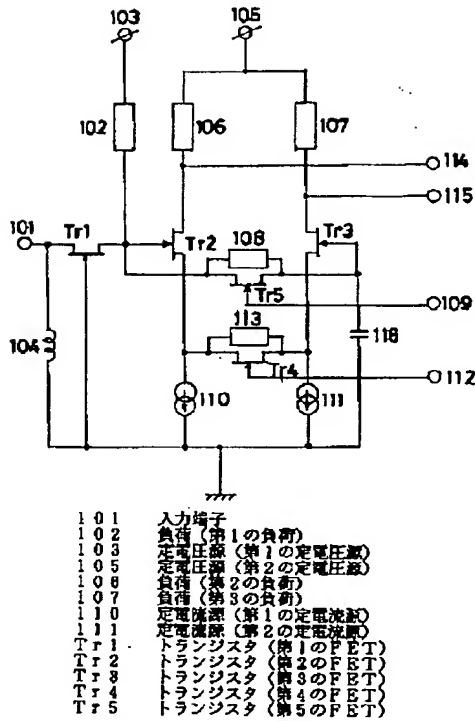 103
105
102
106
107
114
115
101
Tr1
Tr2
108
Tr3
Tr5
109
104
113
118
Tr4
112
110
111
101 入力端子
102 負荷(第1の負荷)
103 定電圧源(第1の定電圧源)
105 定電圧源(第2の定電圧源)
106 負荷(第2の負荷)
107 負荷(第3の負荷)
110 定電流源(第1の定電流源)
111 定電流源(第2の定電流源)
Tr1 トランジスタ(第1のFET)
Tr2 トランジスタ(第2のFET)
Tr3 トランジスタ(第3のFET)
Tr4 トランジスタ(第4のFET)
Tr5 トランジスタ(第5のFET)